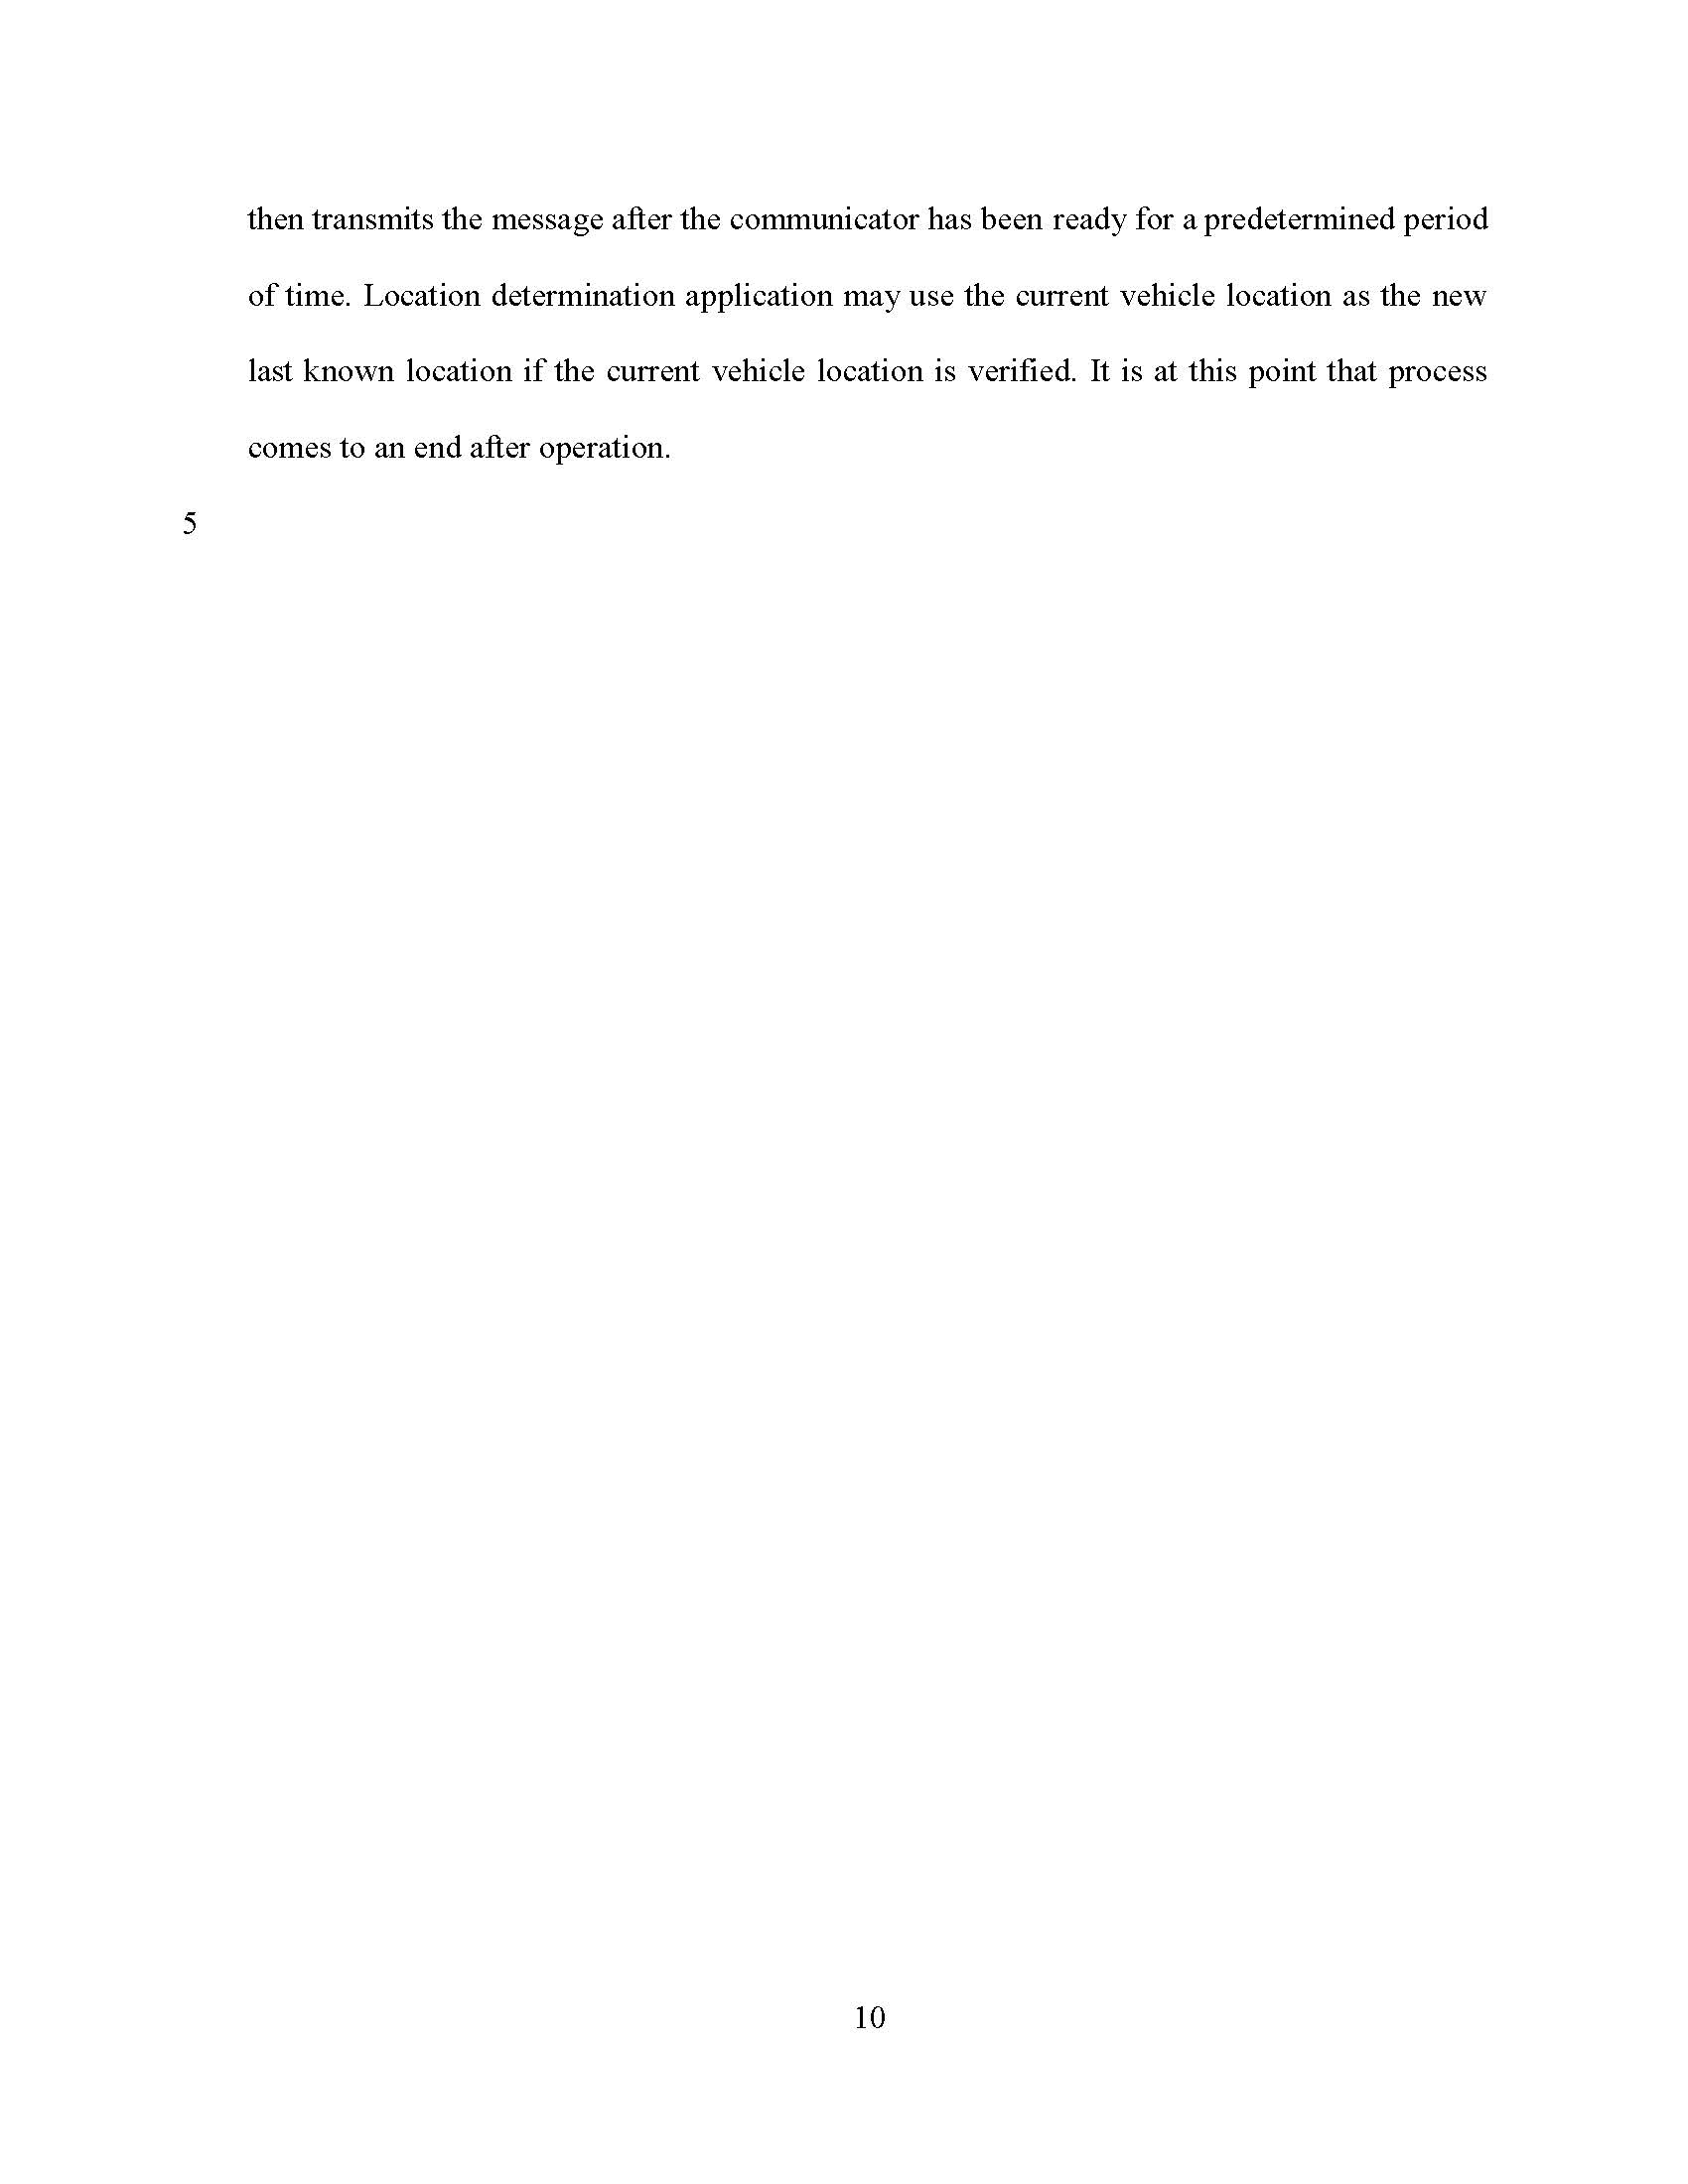 then transmits the message after the communicator has been ready for a predetermined period
of time. Location determination application may use the current vehicle location as the new
last known location if the current vehicle location is verified. It is at this point that process
comes to an end after operation.
5
10